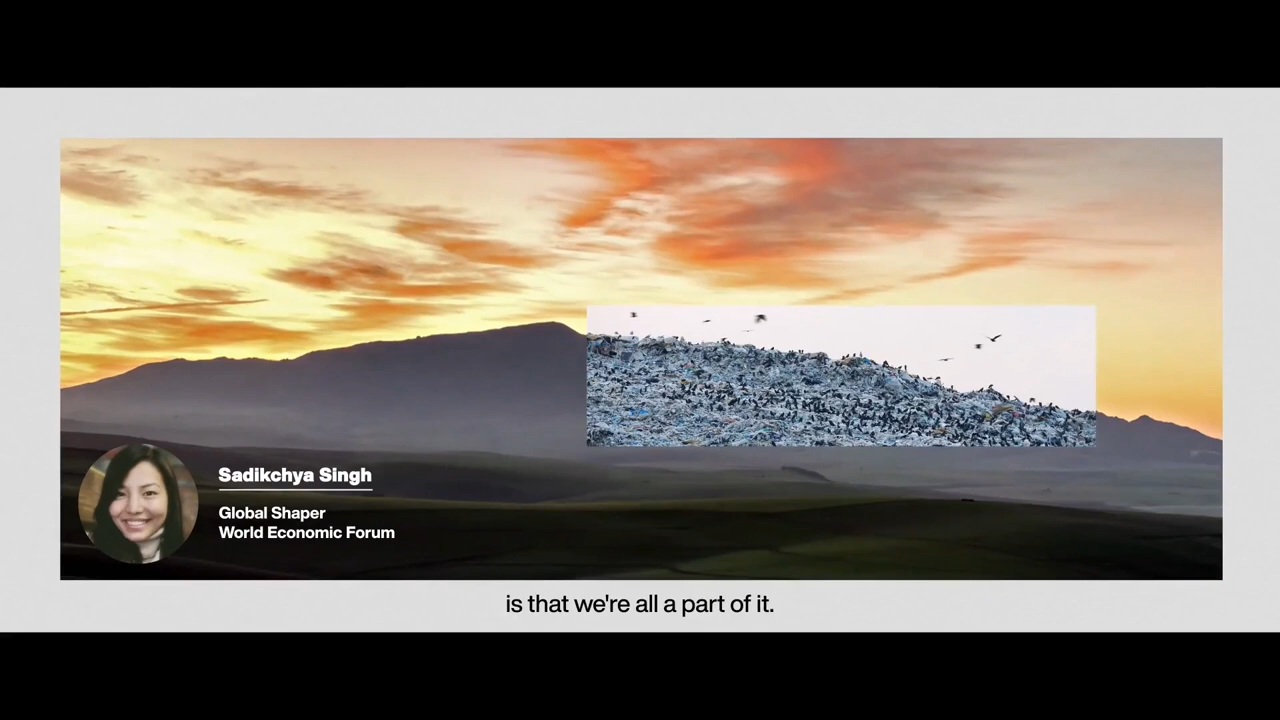 Sadikchya Singh
Global Shaper
World Economic Forum
is that we're all a part of it.